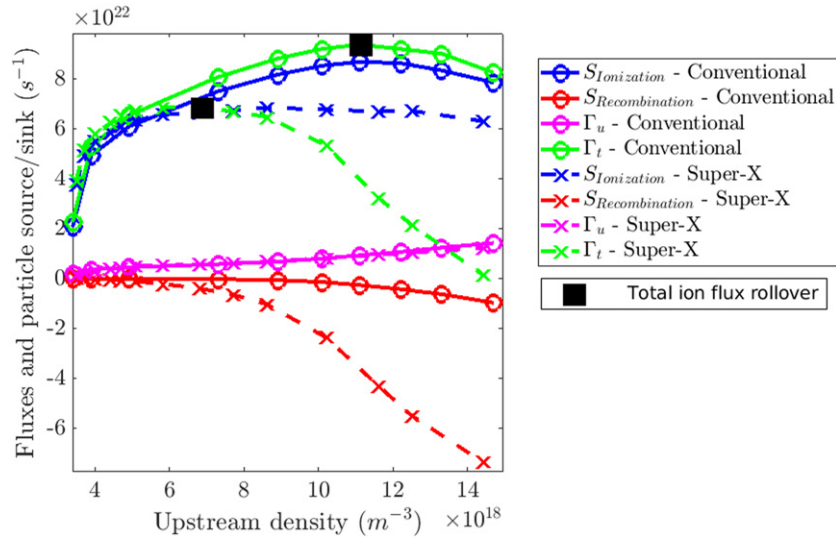 ×10^22
8
6
4
2
0
-2
-4
-6
Fluxes and particle source/sink (s^−1)
4
6
8
10
12
14
Upstream density (m^−3)
×10^18
S_Ionization - Conventional
S_Recombination - Conventional
Γ_u - Conventional
Γ_t - Conventional
S_Ionization - Super-X
S_Recombination - Super-X
Γ_u - Super-X
Γ_t - Super-X
Total ion flux rollover